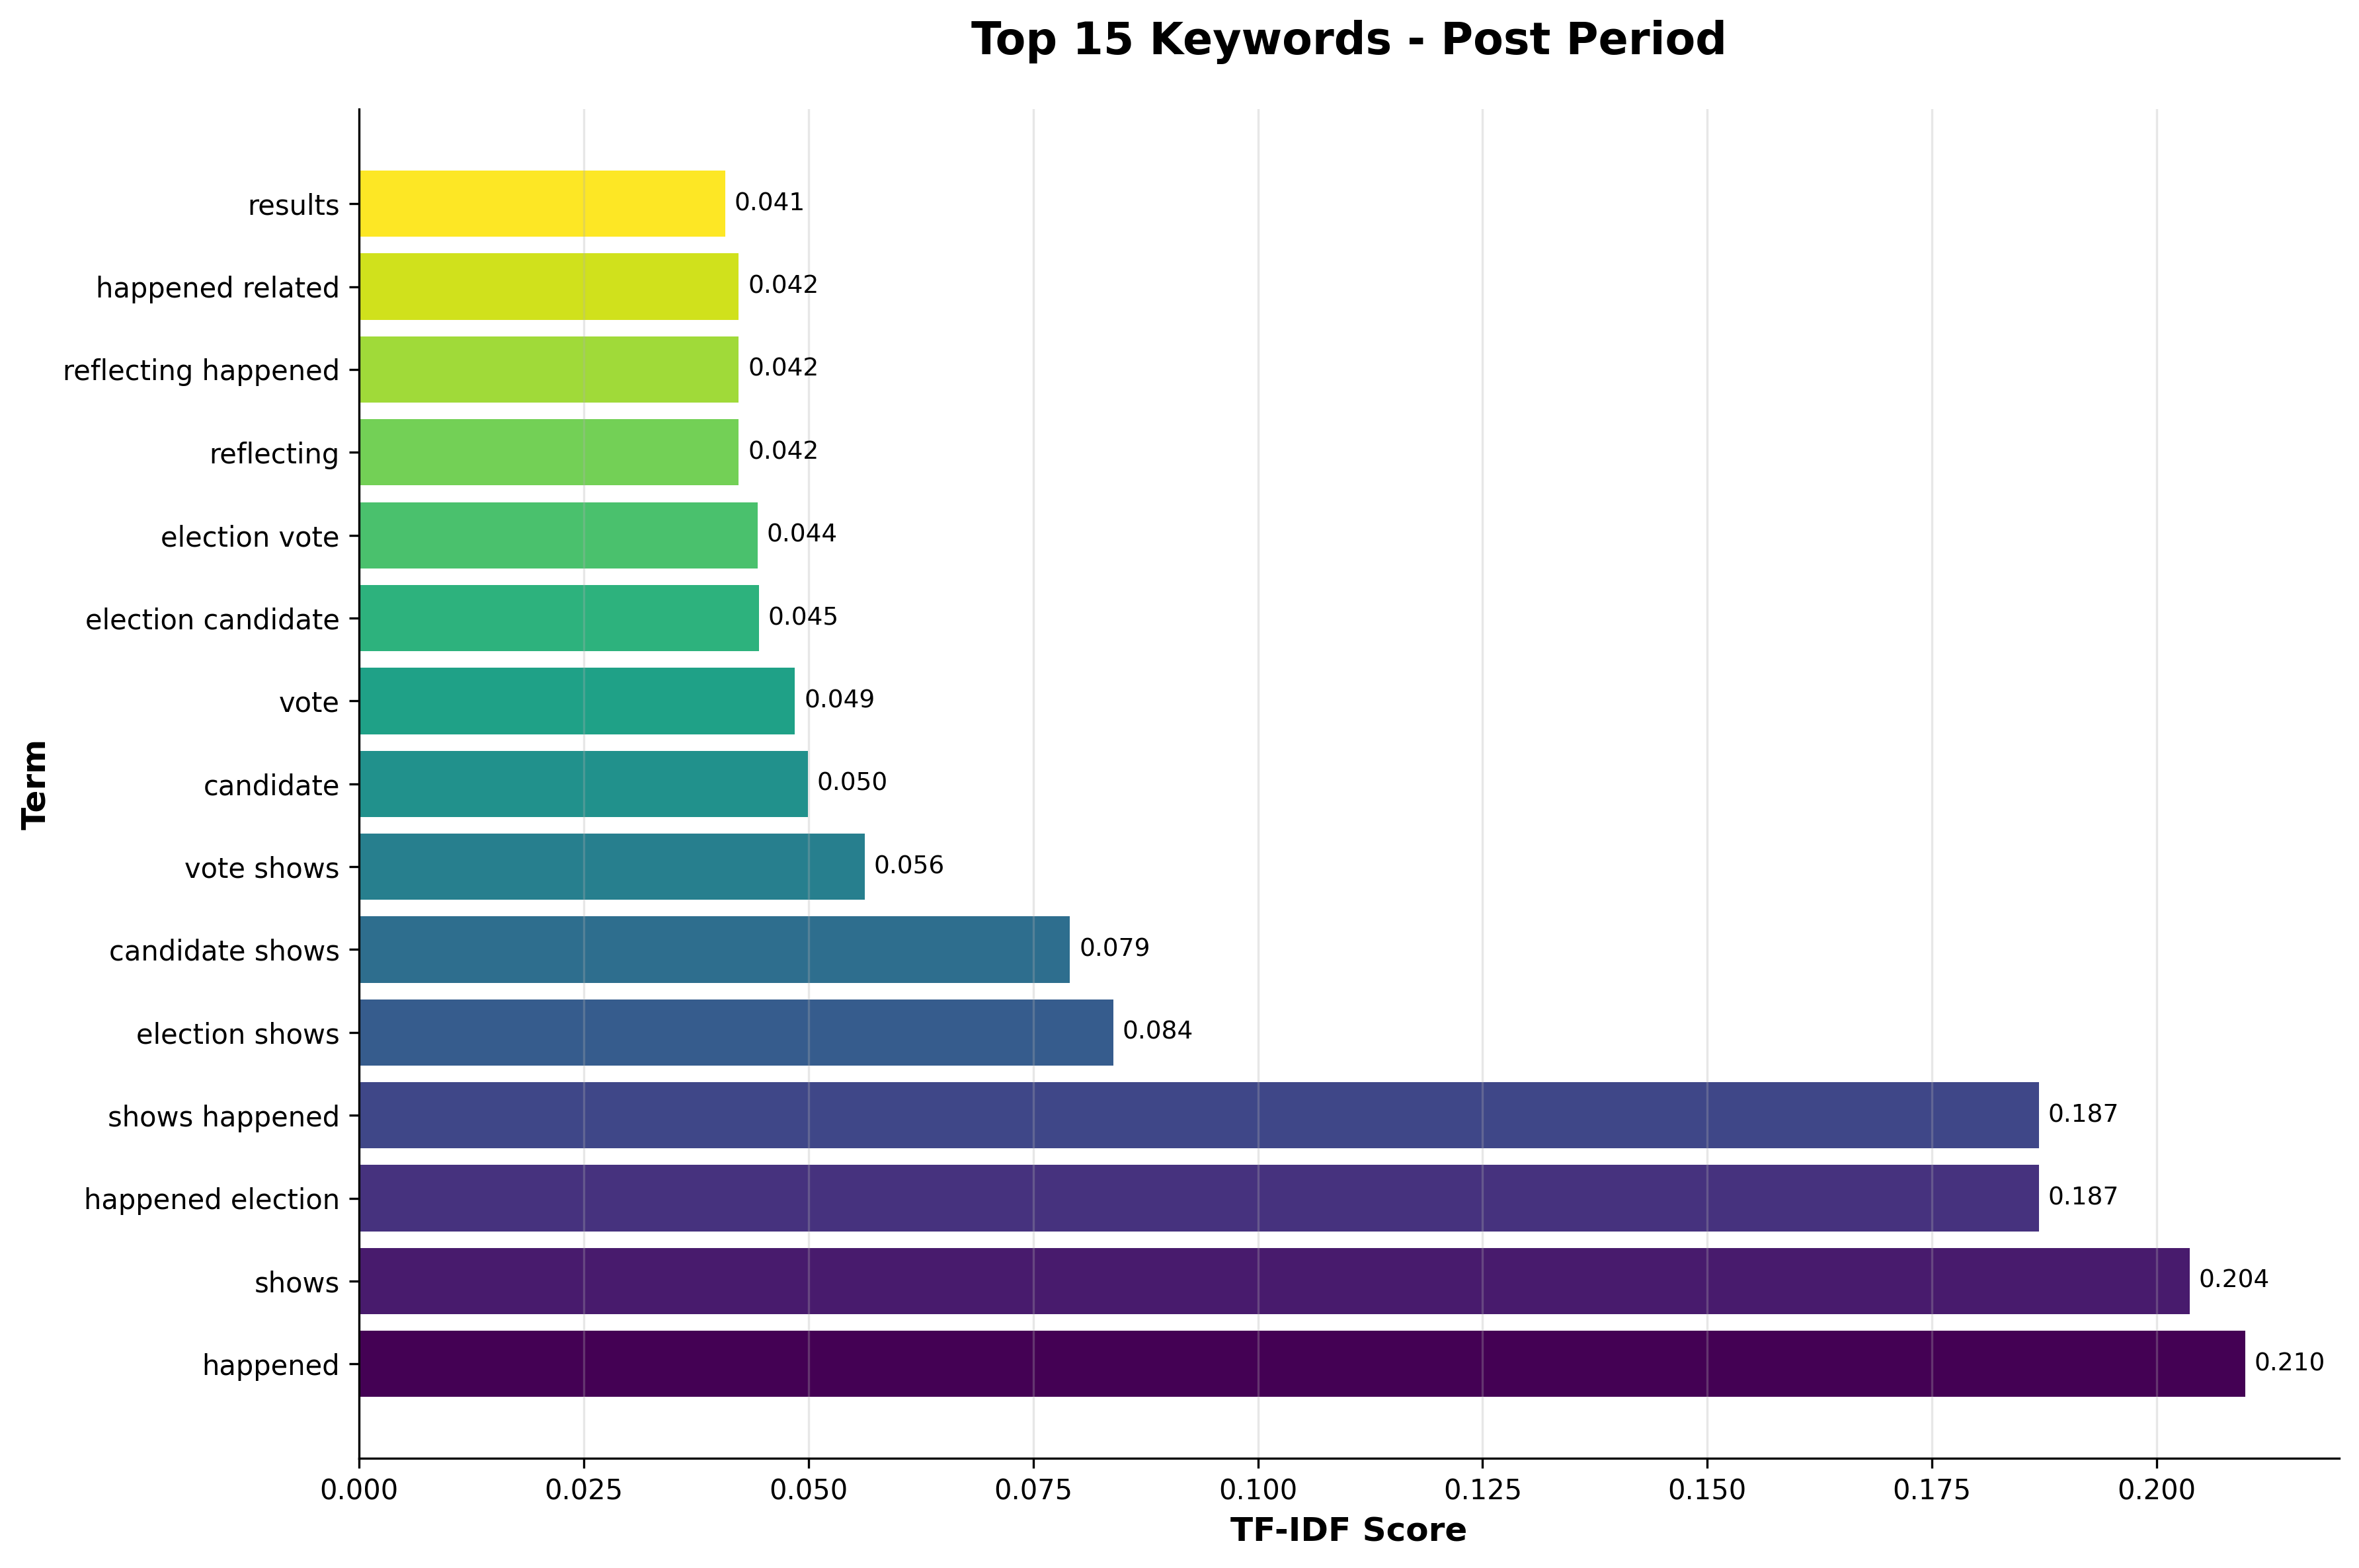 Top 15 Keywords - Post Period
results 0.041
happened related 0.042
reflecting happened 0.042
reflecting 0.042
election vote 0.044
election candidate 0.045
vote 0.049
candidate 0.050
vote shows 0.056
candidate shows 0.079
election shows 0.084
shows happened 0.187
happened election 0.187
shows 0.204
happened 0.210
Term
0.000 0.025 0.050 0.075 0.100 0.125 0.150 0.175 0.200
TF-IDF Score